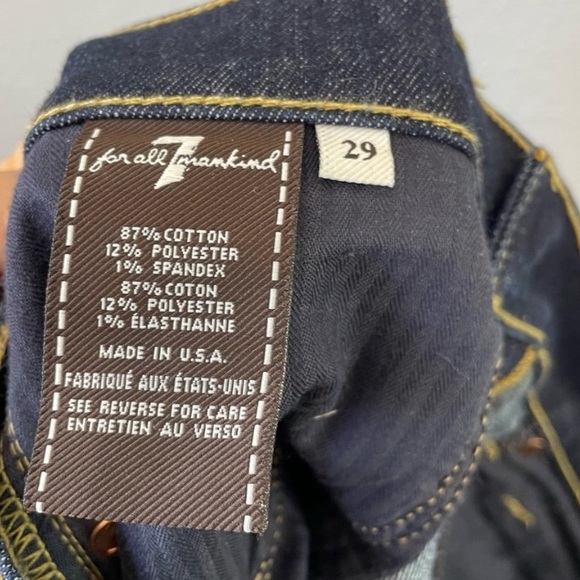 for all 7 mankind
29
87% COTTON
12% POLYESTER
1% SPANDEX
87% COTON
12% POLYESTER
1% ÉLASTHANNE
MADE IN U.S.A.
FABRIQUÉ AUX ÉTATS-UNIS
SEE REVERSE FOR CARE
ENTRETIEN AU VERSO